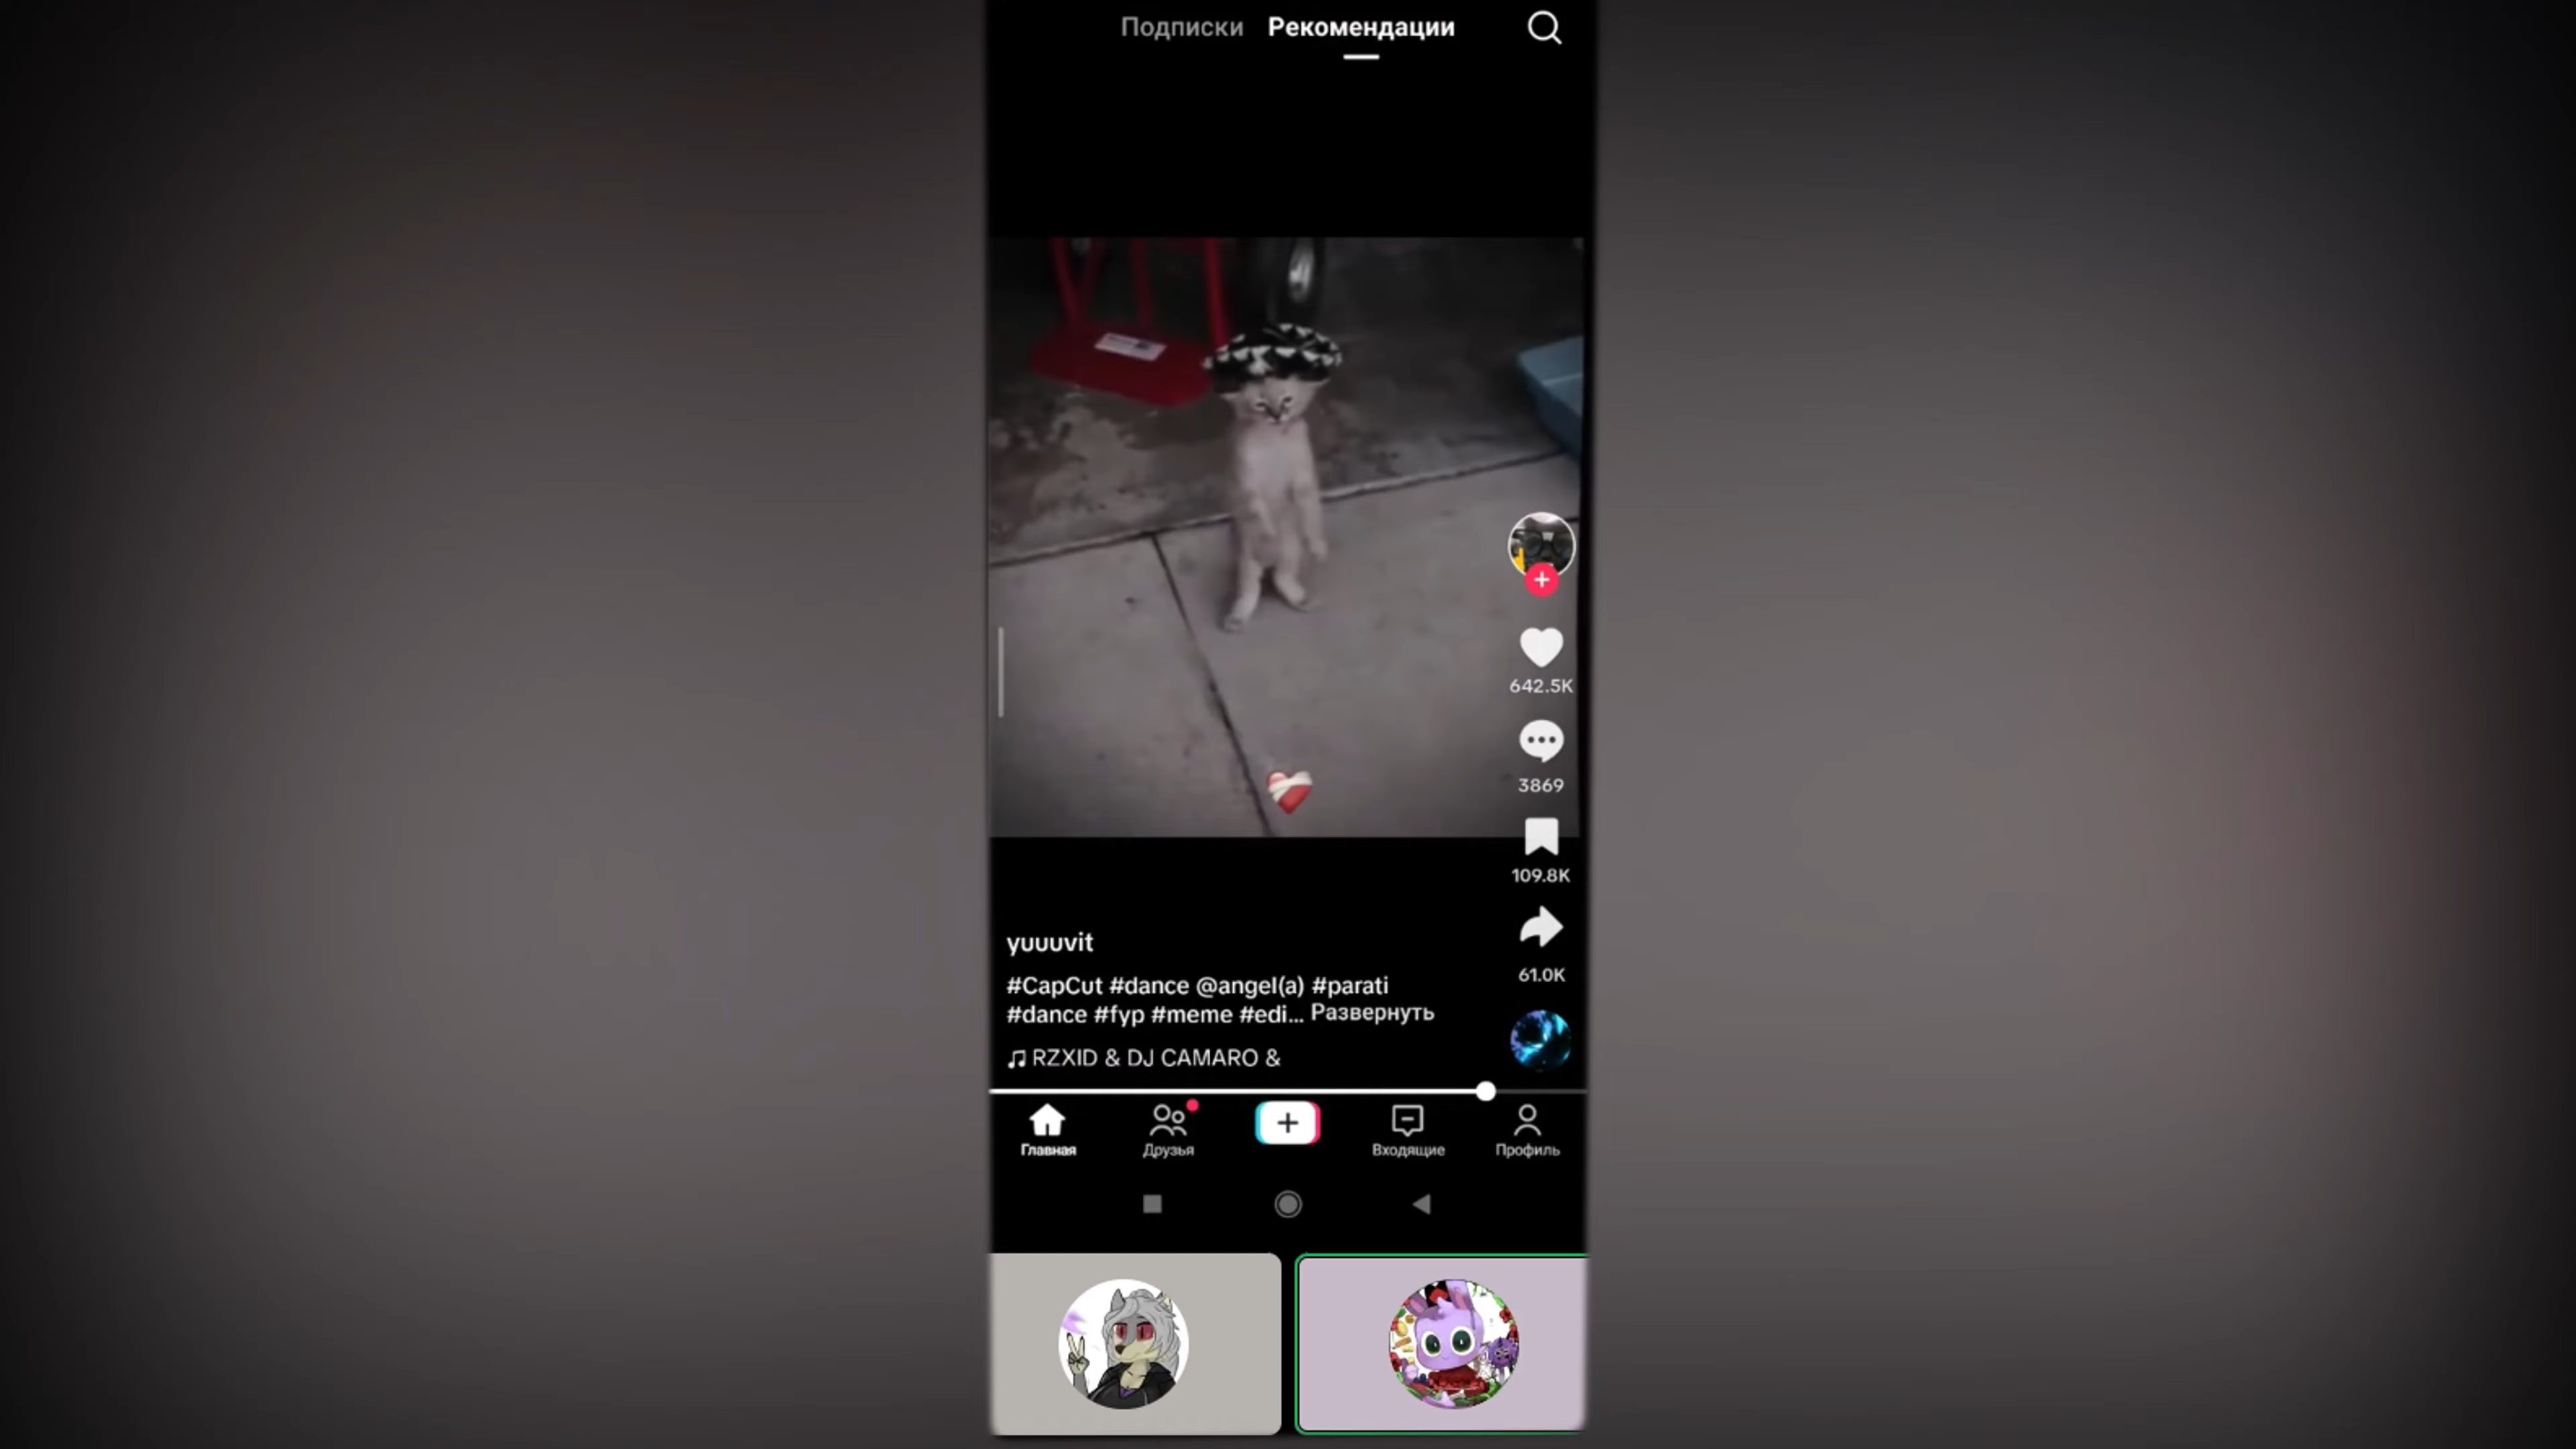 Подписки Рекомендации
642.5K
3869
109.8K
61.0K
yuuuvit
#CapCut #dance @angel(a) #parati
#dance #fyp #meme #edi... Развернуть
RZXID & DJ CAMARO &
Главная Друзья Входящие Профиль